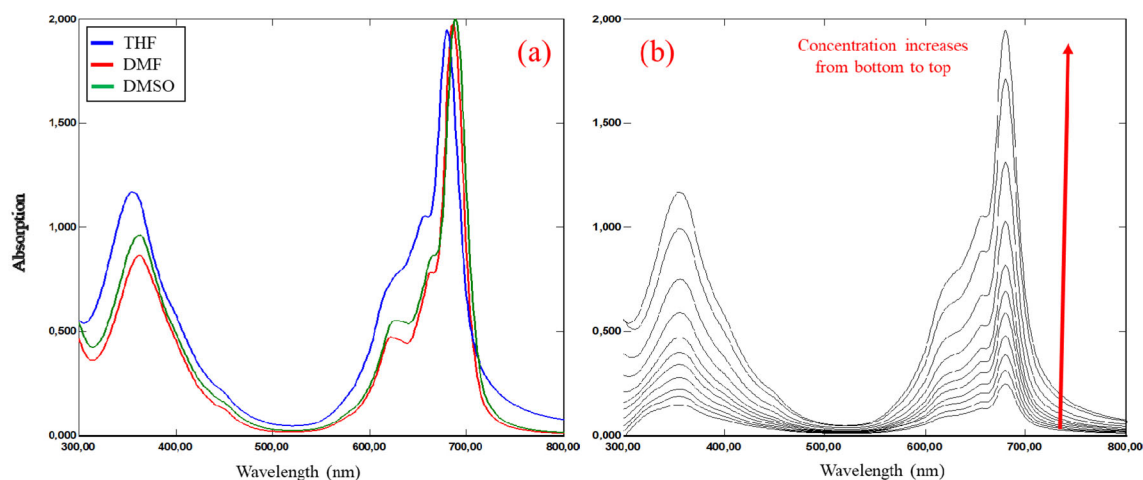 2,000
THF
DMF
DMSO
(a)
1,500
1,000
0,500
0,000
300,00 400,00 500,00 600,00 700,00 800,00
Absorption
Wavelength (nm)
2,000
(b)
Concentration increases
from bottom to top
1,500
1,000
0,500
0,000
300,00 400,00 500,00 600,00 700,00 800,00
Wavelength (nm)